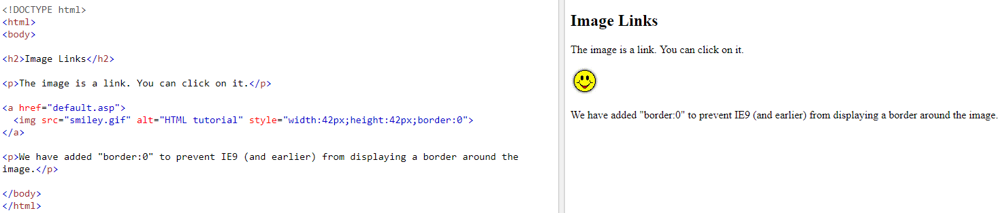 <!DOCTYPE html>
<html>
<body>
<h2>Image Links</h2>
<p>The image is a link. You can click on it.</p>
<a href="default.asp">
  <img src="smiley.gif" alt="HTML tutorial" style="width:42px;height:42px;border:0">
</a>
<p>We have added "border:0" to prevent IE9 (and earlier) from displaying a border around the
image.</p>
</body>
</html>
Image Links
The image is a link. You can click on it.
We have added "border:0" to prevent IE9 (and earlier) from displaying a border around the image.